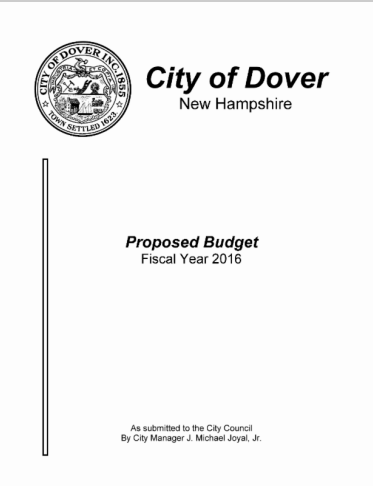 CITY OF DOVER INC. 1855
TOWN SETTLED 1623
City of Dover
New Hampshire
Proposed Budget
Fiscal Year 2016
As submitted to the City Council
By City Manager J. Michael Joyal, Jr.